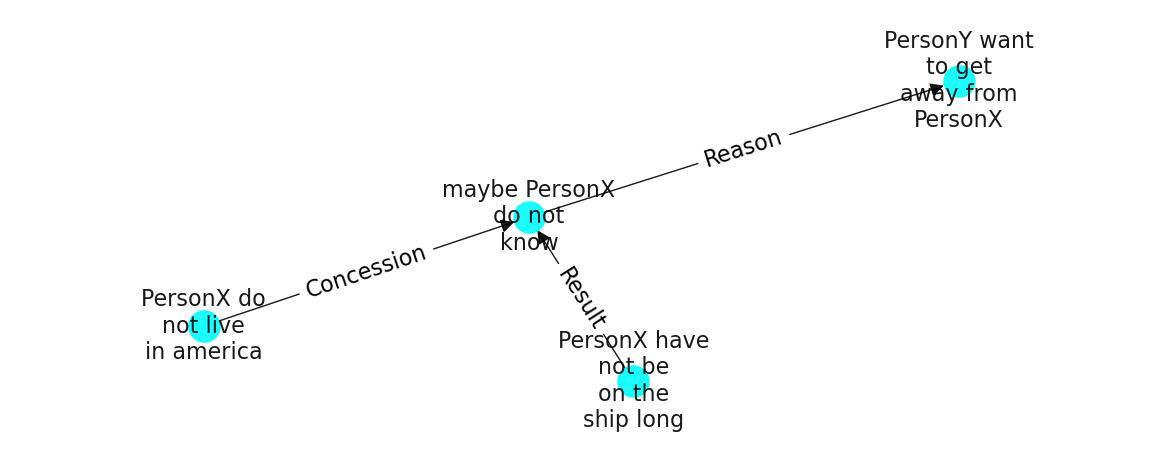 PersonY want
to get
away from
PersonX
Reason
maybe PersonX
do not
know
Concession
PersonX do
not live
in america
Result
PersonX have
not be
on the
ship long